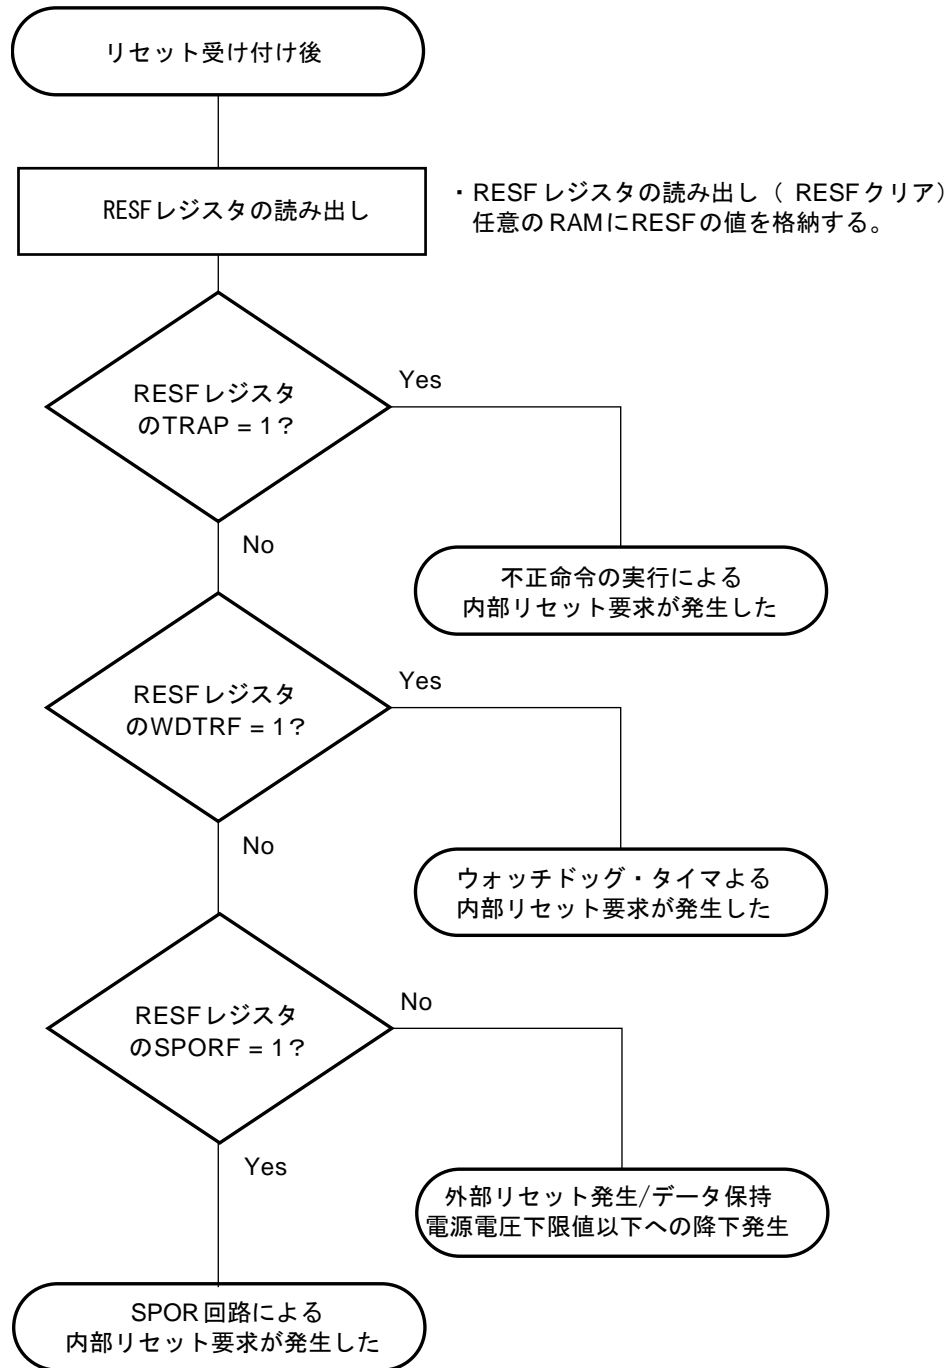 リセット受け付け後
RESFレジスタの読み出し
・RESFレジスタの読み出し（ RESFクリア）
任意のRAMにRESFの値を格納する。
RESFレジスタ
のTRAP = 1？
Yes
No
不正命令の実行による
内部リセット要求が発生した
RESFレジスタ
のWDTRF = 1？
Yes
No
ウォッチドッグ・タイマよる
内部リセット要求が発生した
RESFレジスタ
のSPORF = 1？
No
Yes
外部リセット発生/データ保持
電源電圧下限値以下への降下発生
SPOR回路による
内部リセット要求が発生した